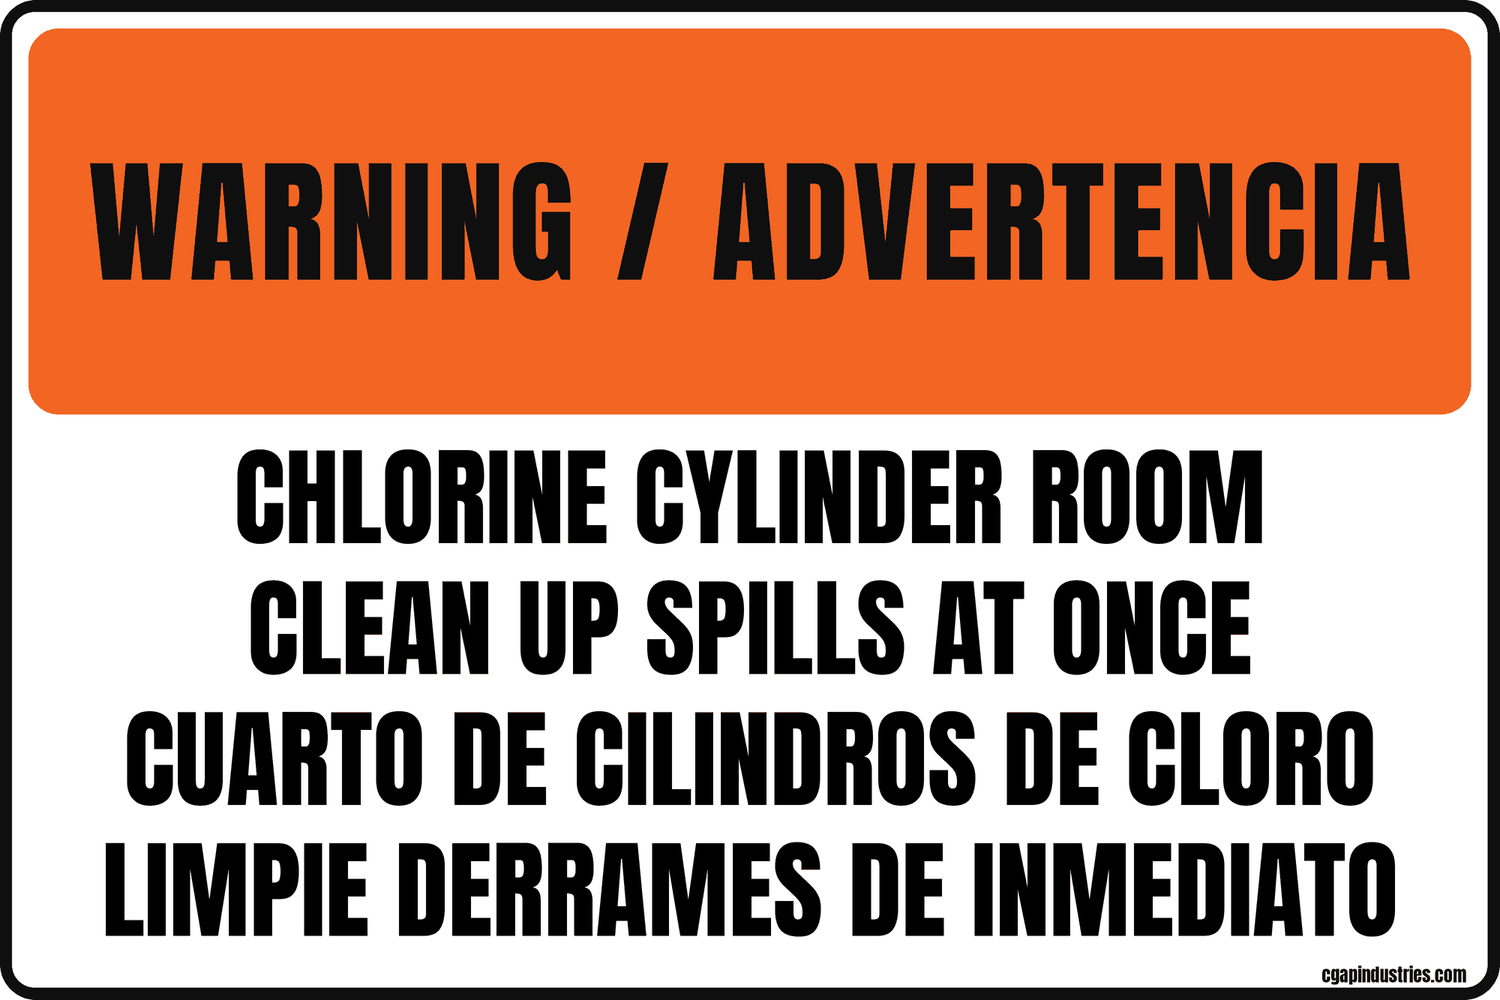 WARNING / ADVERTENCIA
CHLORINE CYLINDER ROOM
CLEAN UP SPILLS AT ONCE
CUARTO DE CILINDROS DE CLORO
LIMPIE DERRAMES DE INMEDIATO
cgapindustries.com